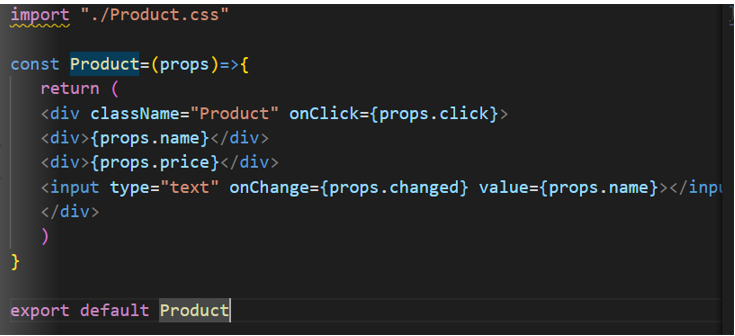 import "./Product.css"
const Product=(props)=>{
return (
<div className="Product" onClick={props.click}>
<div>{props.name}</div>
<div>{props.price}</div>
<input type="text" onChange={props.changed} value={props.name}></inpu
</div>
)
}
export default Product